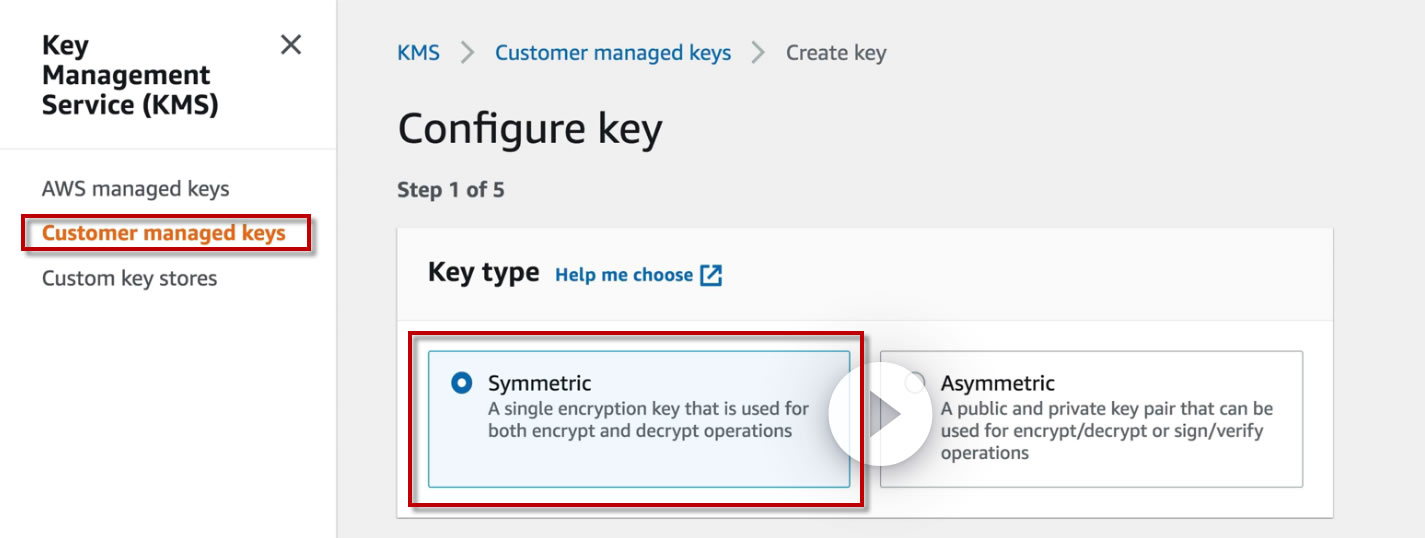 Key
Management
Service (KMS)
AWS managed keys
Customer managed keys
Custom key stores
KMS > Customer managed keys > Create key
Configure key
Step 1 of 5
Key type Help me choose
Symmetric
A single encryption key that is used for
both encrypt and decrypt operations
Asymmetric
A public and private key pair that can be
used for encrypt/decrypt or sign/verify
operations